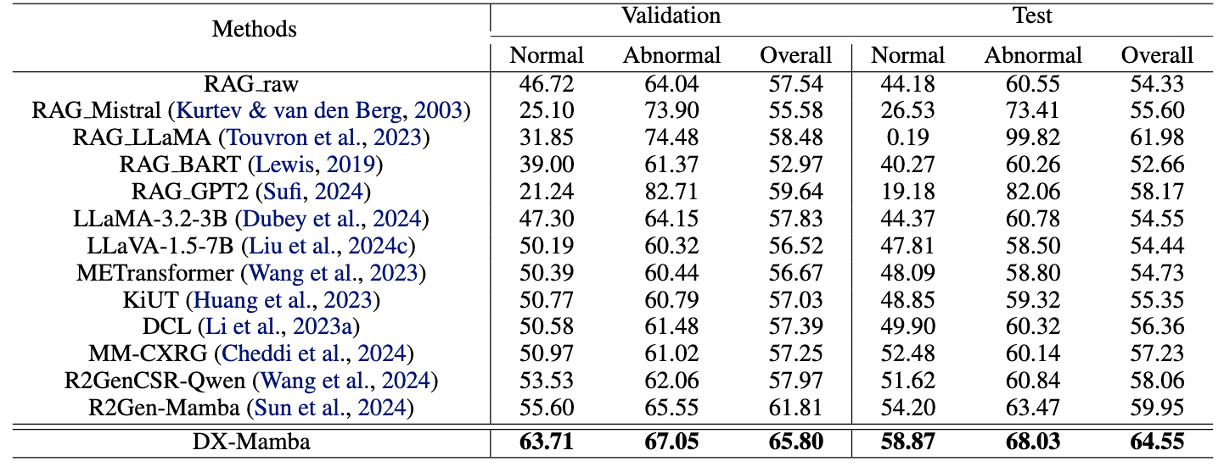 Methods Validation Test
Normal Abnormal Overall Normal Abnormal Overall
RAG_raw 46.72 64.04 57.54 44.18 60.55 54.33
RAG_Mistral (Kurtev & van den Berg, 2003) 25.10 73.90 55.58 26.53 73.41 55.60
RAG_LLaMA (Touvron et al., 2023) 31.85 74.48 58.48 0.19 99.82 61.98
RAG_BART (Lewis, 2019) 39.00 61.37 52.97 40.27 60.26 52.66
RAG_GPT2 (Sufi, 2024) 21.24 82.71 59.64 19.18 82.06 58.17
LLaMA-3.2-3B (Dubey et al., 2024) 47.30 64.15 57.83 44.37 60.78 54.55
LLaVA-1.5-7B (Liu et al., 2024c) 50.19 60.32 56.52 47.81 58.50 54.44
METransformer (Wang et al., 2023) 50.39 60.44 56.67 48.09 58.80 54.73
KiUT (Huang et al., 2023) 50.77 60.79 57.03 48.85 59.32 55.35
DCL (Li et al., 2023a) 50.58 61.48 57.39 49.90 60.32 56.36
MM-CXRG (Cheddi et al., 2024) 50.97 61.02 57.25 52.48 60.14 57.23
R2GenCSR-Qwen (Wang et al., 2024) 53.53 62.06 57.97 51.62 60.84 58.06
R2Gen-Mamba (Sun et al., 2024) 55.60 65.55 61.81 54.20 63.47 59.95
DX-Mamba 63.71 67.05 65.80 58.87 68.03 64.55